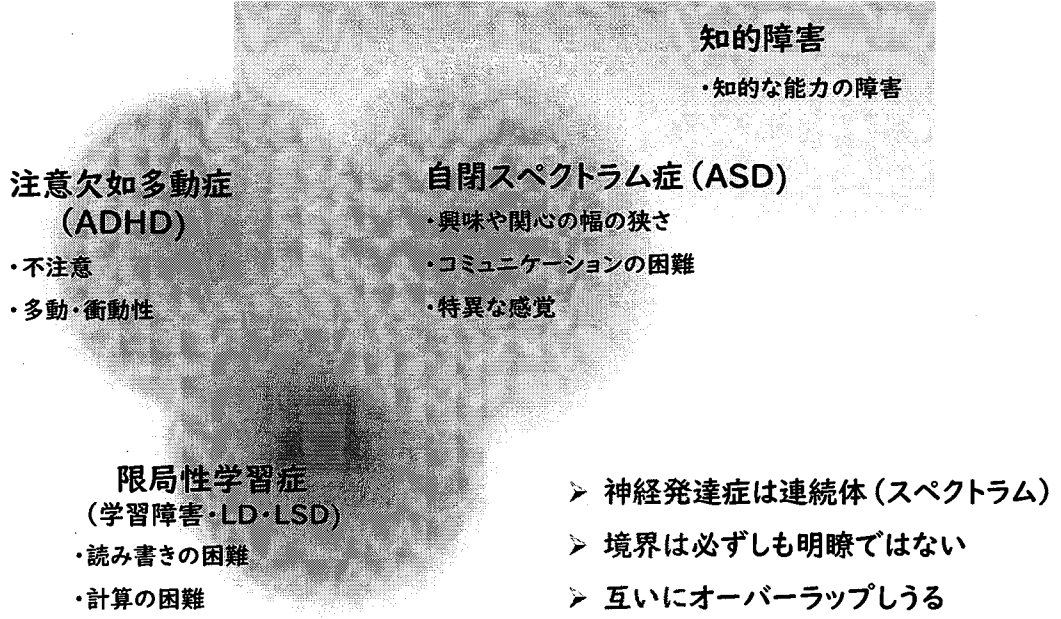 知的障害
・知的な能力の障害
注意欠如多動症
(ADHD)
・不注意
・多動・衝動性
自閉スペクトラム症(ASD)
・興味や関心の幅の狭さ
・コミュニケーションの困難
・特異な感覚
限局性学習症
(学習障害・LD・LSD)
・読み書きの困難
・計算の困難
➢ 神経発達症は連続体(スペクトラム)
➢ 境界は必ずしも明瞭ではない
➢ 互いにオーバーラップしうる